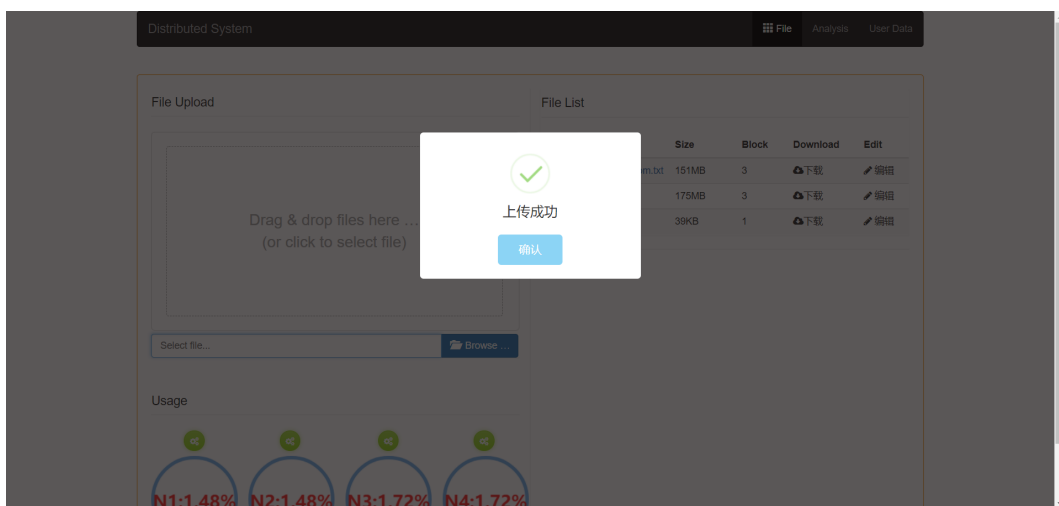 Distributed System
File Analysis User Data
File Upload
File List
Size Block Download Edit
151MB 3 下载 编辑
175MB 3 下载 编辑
39KB 1 下载 编辑
Drag & drop files here …
(or click to select file)
上传成功
确认
Select file...
Browse …
Usage
N1:1.48% N2:1.48% N3:1.72% N4:1.72%